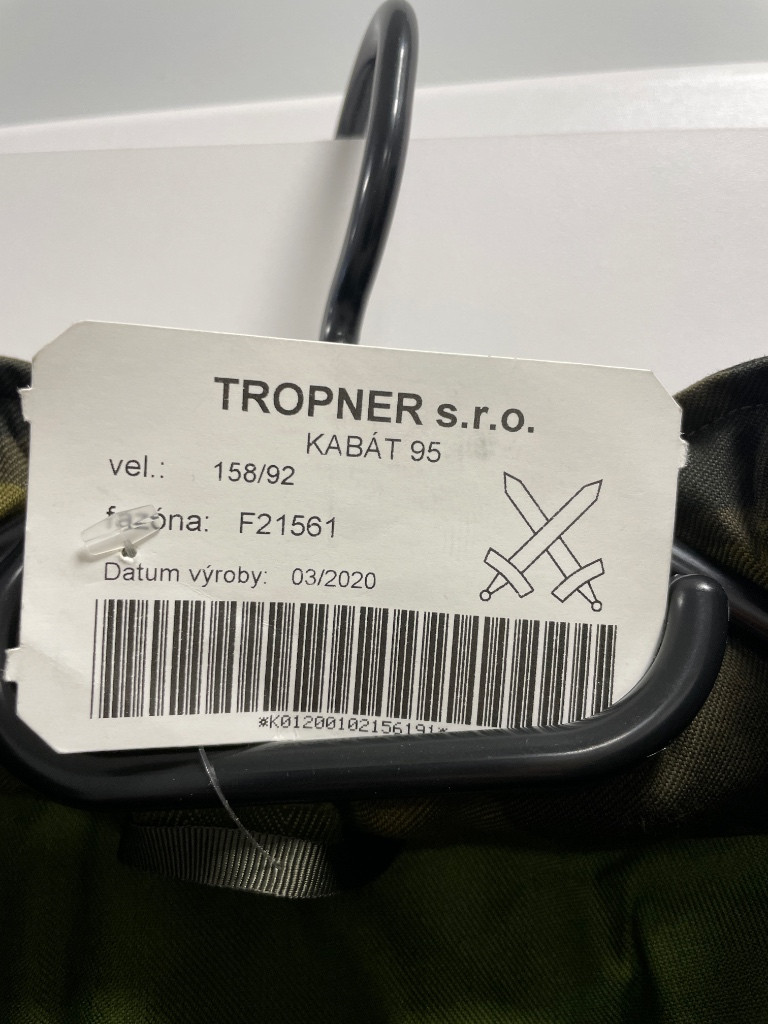 TROPNER s.r.o.
KABÁT 95
vel.: 158/92
fazóna: F21561
Datum výroby: 03/2020
*K01200102156191*